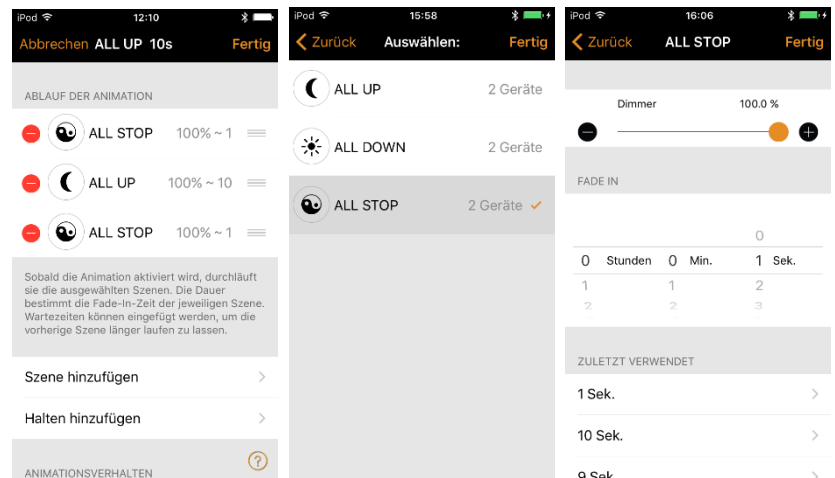 iPod 12:10
Abbrechen ALL UP 10s Fertig
ABLAUF DER ANIMATION
ALL STOP 100% ~ 1
ALL UP 100% ~ 10
ALL STOP 100% ~ 1
Sobald die Animation aktiviert wird, durchläuft
sie die ausgewählten Szenen. Die Dauer
bestimmt die Fade-In-Zeit der jeweiligen Szene.
Wartezeiten können eingefügt werden, um die
vorherige Szene länger laufen zu lassen.
Szene hinzufügen
Halten hinzufügen
?
ANIMATIONSVERHALTEN
iPod 15:58
Zurück Auswählen: Fertig
ALL UP 2 Geräte
ALL DOWN 2 Geräte
ALL STOP 2 Geräte
iPod 16:06
Zurück ALL STOP Fertig
Dimmer 100.0 %
FADE IN
0
0 Stunden 0 Min. 1 Sek.
1 1 2
2 2 3
ZULETZT VERWENDET
1 Sek.
10 Sek.
9 Sek.